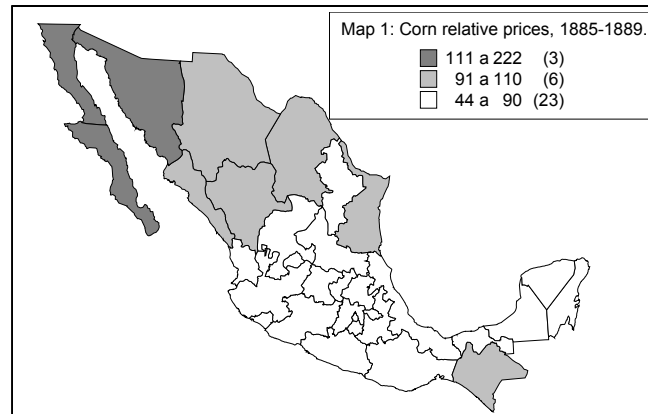 Map 1: Corn relative prices, 1885-1889.
111 a 222 (3)
91 a 110 (6)
44 a 90 (23)